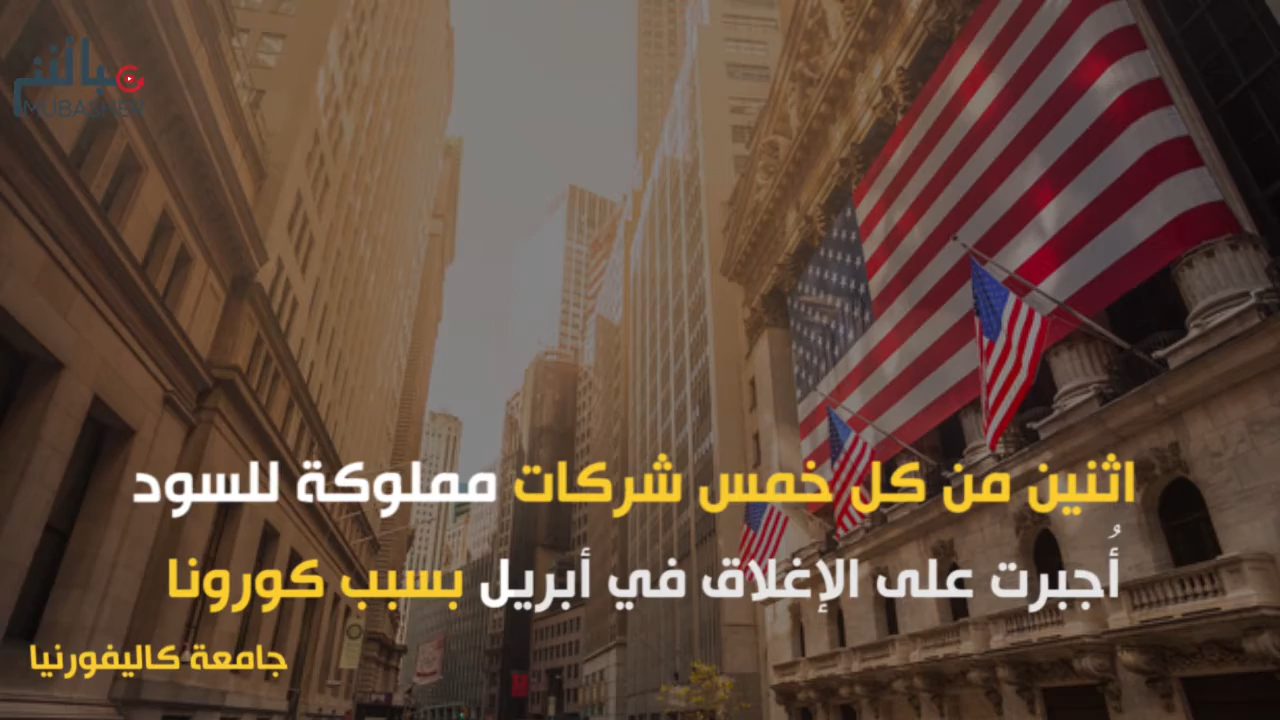 مباشر
MUBASHER
اثنين من كل خمس شركات مملوكة للسود
أُجبرت على الإغلاق في أبريل بسبب كورونا
جامعة كاليفورنيا